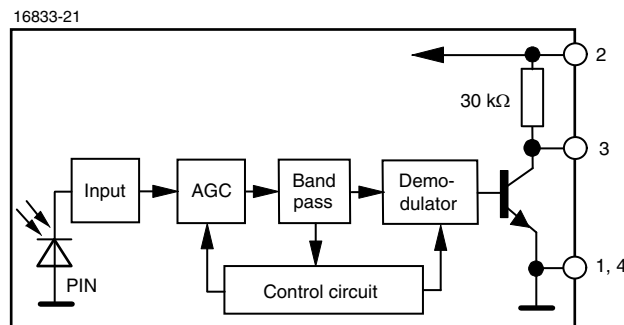 16833-21
2
30 kΩ
3
Input
AGC
Band
pass
Demo-
dulator
1, 4
PIN
Control circuit